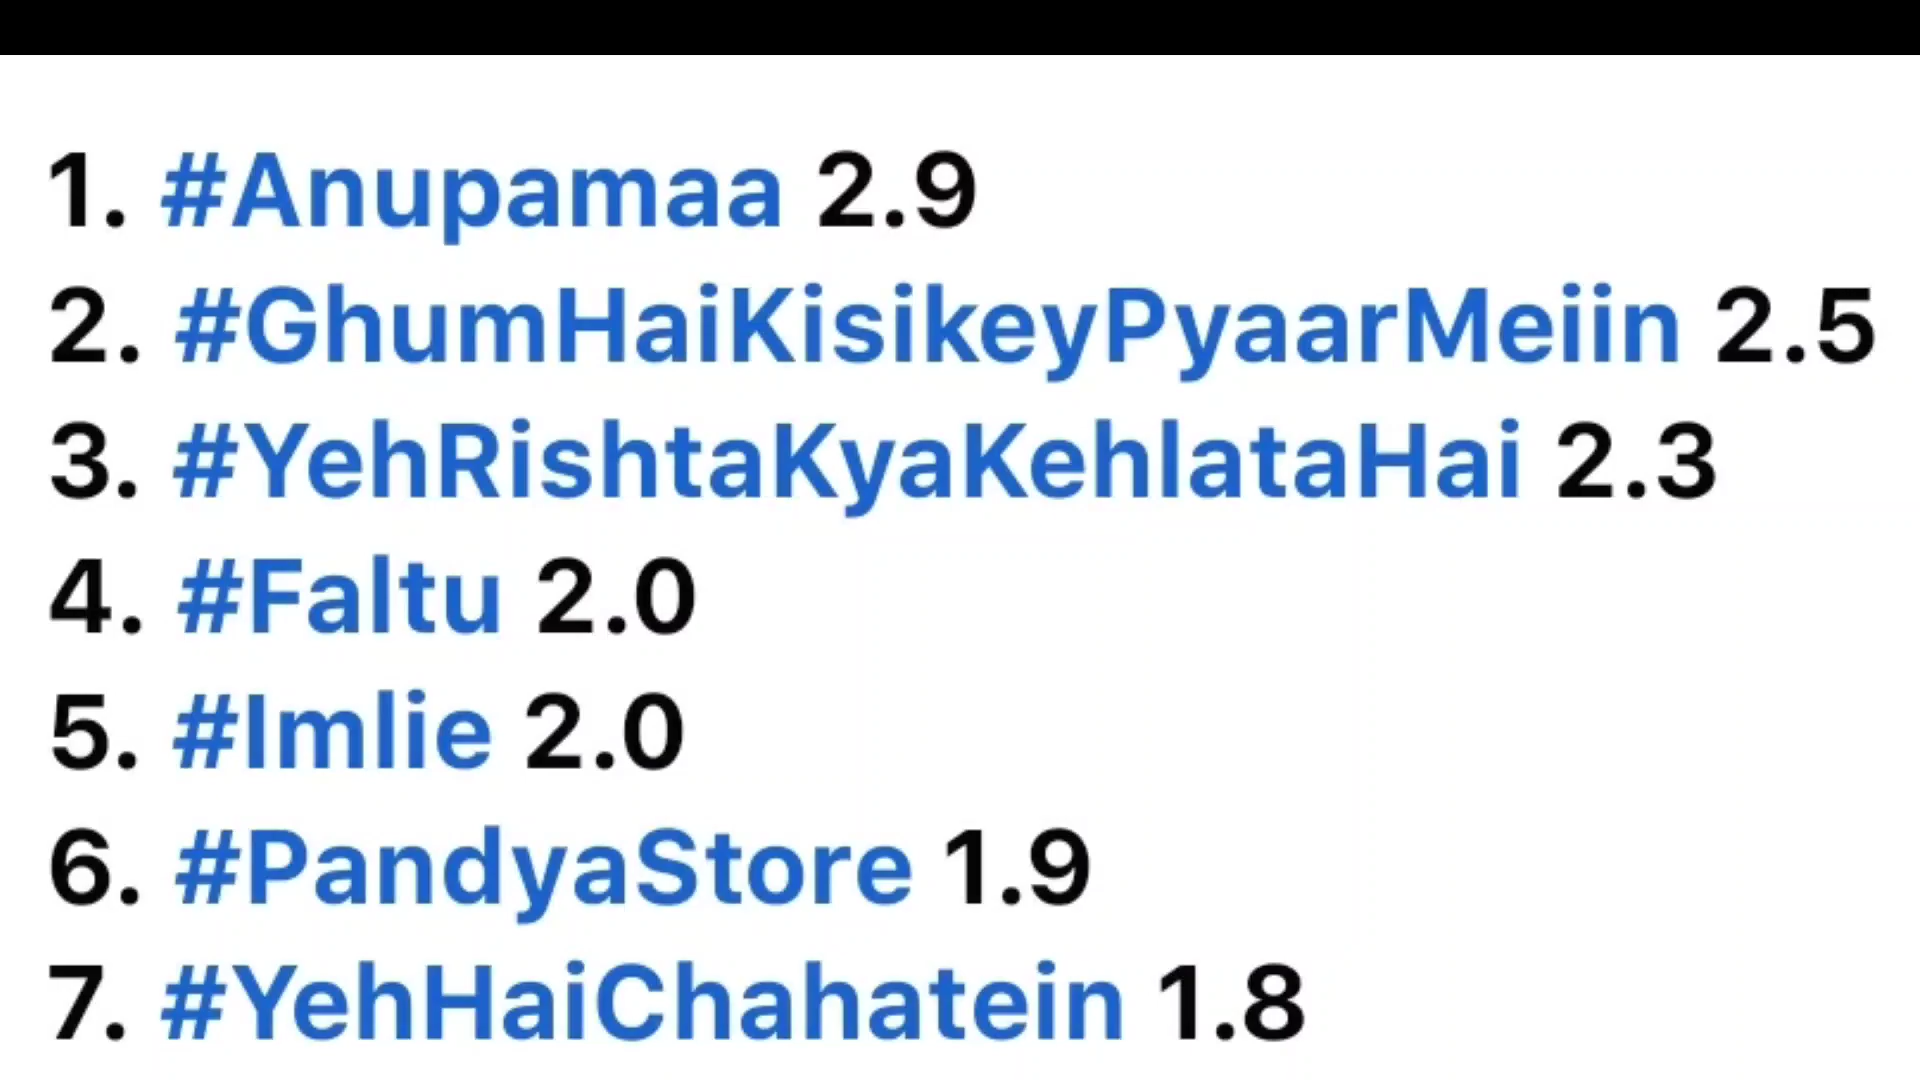 1. #Anupamaa 2.9
2. #GhumHaiKisikeyPyaarMeiin 2.5
3. #YehRishtaKyaKehlataHai 2.3
4. #Faltu 2.0
5. #Imlie 2.0
6. #PandyaStore 1.9
7. #YehHaiChahatein 1.8